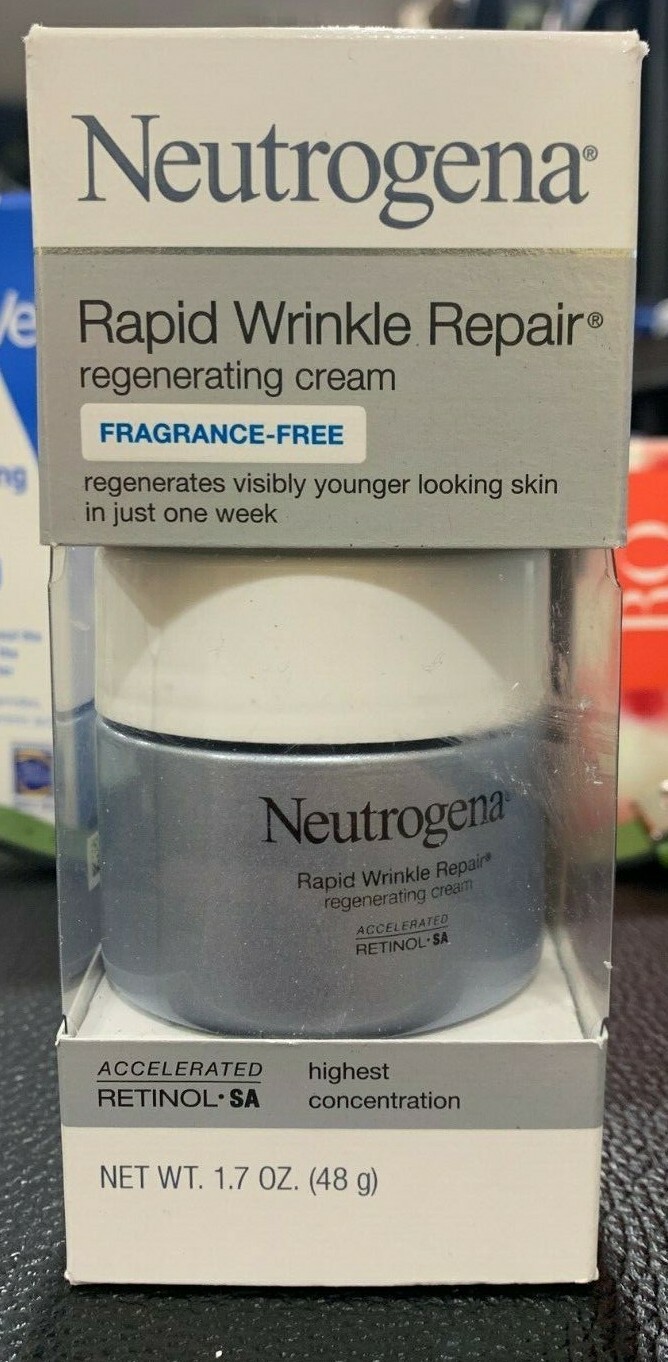 Neutrogena®
Rapid Wrinkle Repair®
regenerating cream
FRAGRANCE-FREE
regenerates visibly younger looking skin
in just one week
Neutrogena®
Rapid Wrinkle Repair®
regenerating cream
ACCELERATED
RETINOL·SA
ACCELERATED
RETINOL·SA
highest
concentration
NET WT. 1.7 OZ. (48 g)